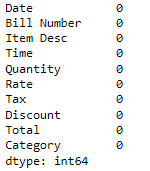 Date 0
Bill Number 0
Item Desc 0
Time 0
Quantity 0
Rate 0
Tax 0
Discount 0
Total 0
Category 0
dtype: int64